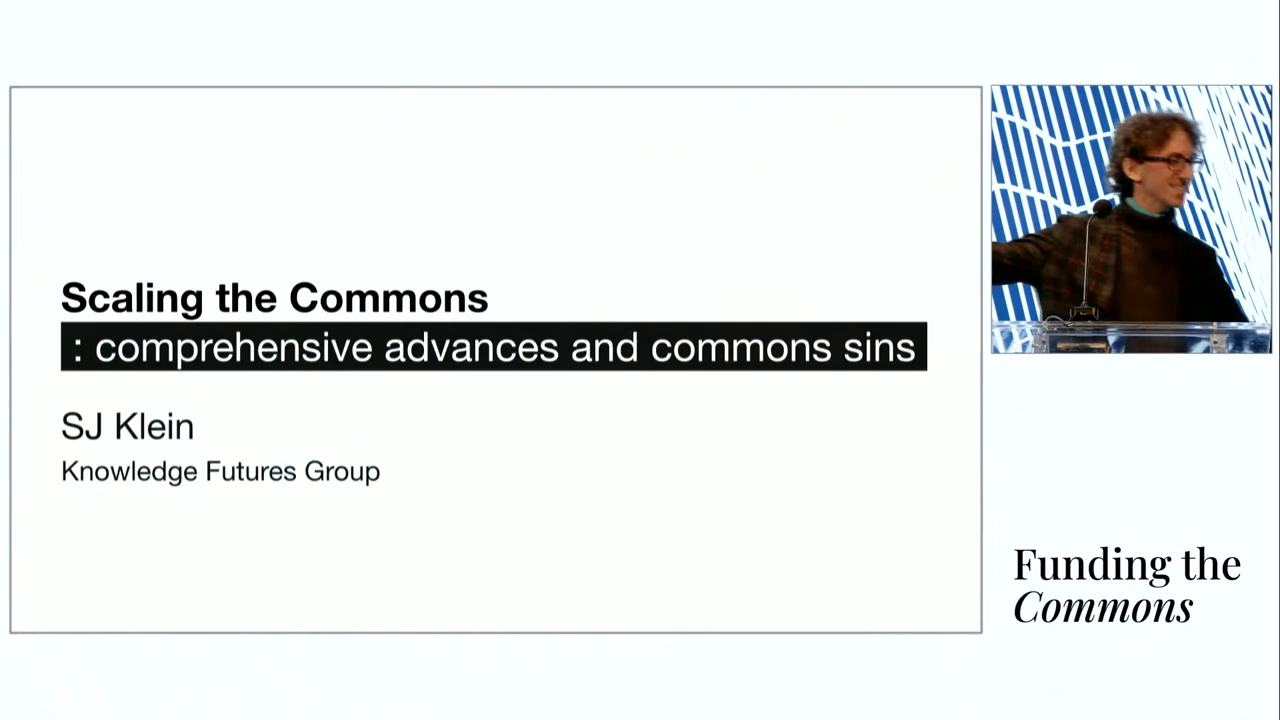 Scaling the Commons
: comprehensive advances and commons sins
SJ Klein
Knowledge Futures Group
Funding the
Commons